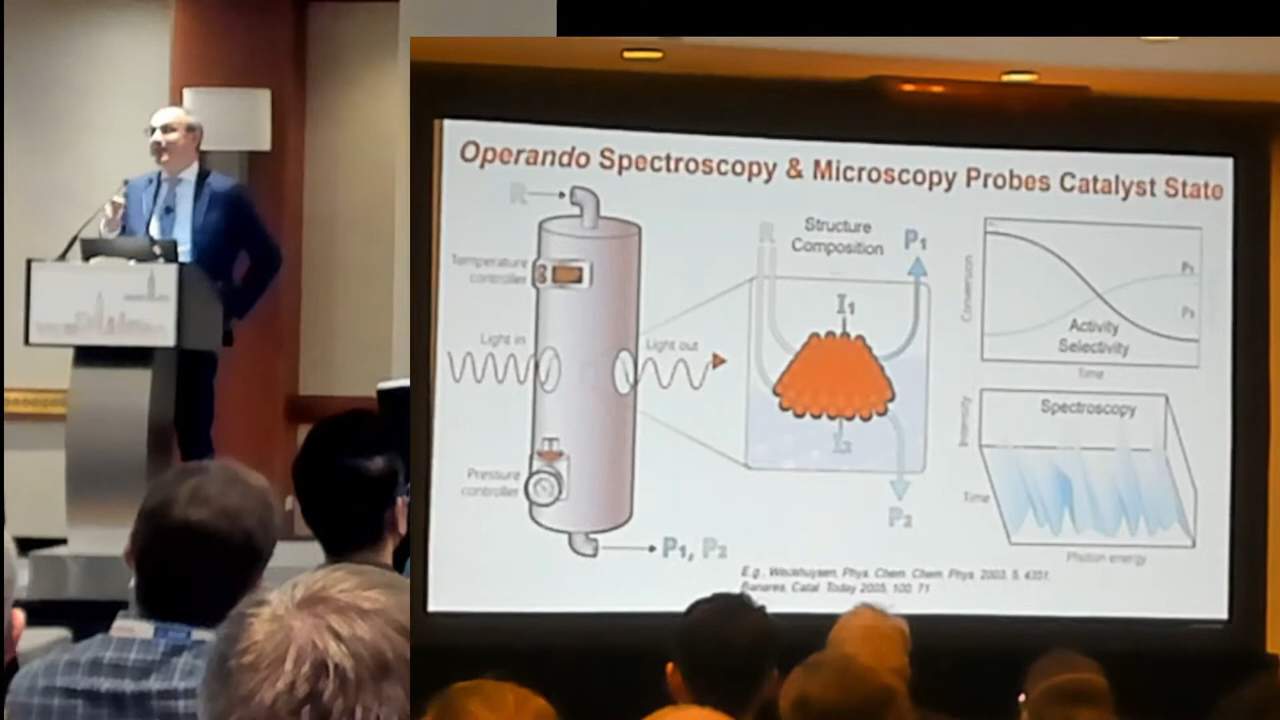 Operando Spectroscopy & Microscopy Probes Catalyst State
R
Temperature
controller
Light in
Light out
Pressure
controller
P₁, P₂
R
Structure
Composition
P₁
I₁
I₂
P₂
Conversion
P₁
P₂
Activity
Selectivity
Time
Intensity
Spectroscopy
Time
Photon energy
E.g., Weckhuysen, Phys. Chem. Chem. Phys. 2003, 5, 4351.
Banares, Catal. Today 2005, 100, 71